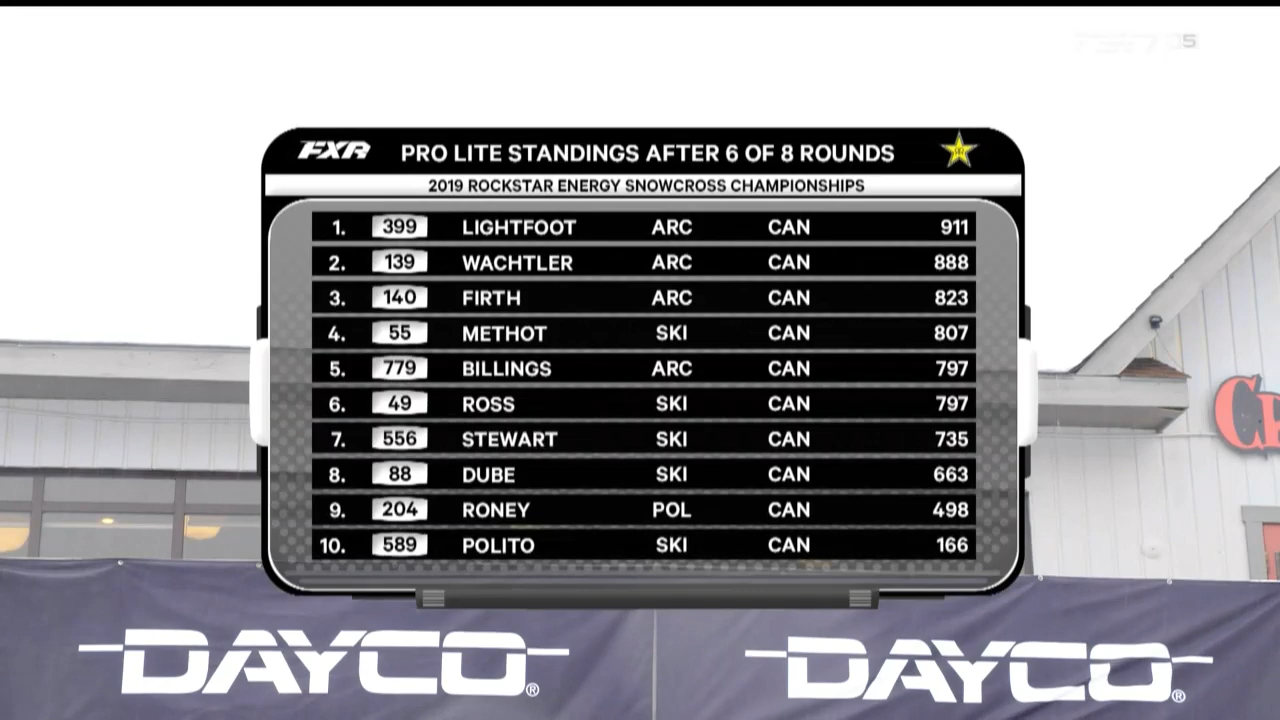 FXR PRO LITE STANDINGS AFTER 6 OF 8 ROUNDS
2019 ROCKSTAR ENERGY SNOWCROSS CHAMPIONSHIPS
1. 399 LIGHTFOOT ARC CAN 911
2. 139 WACHTLER ARC CAN 888
3. 140 FIRTH ARC CAN 823
4. 55 METHOT SKI CAN 807
5. 779 BILLINGS ARC CAN 797
6. 49 ROSS SKI CAN 797
7. 556 STEWART SKI CAN 735
8. 88 DUBE SKI CAN 663
9. 204 RONEY POL CAN 498
10. 589 POLITO SKI CAN 166
DAYCO® DAYCO®